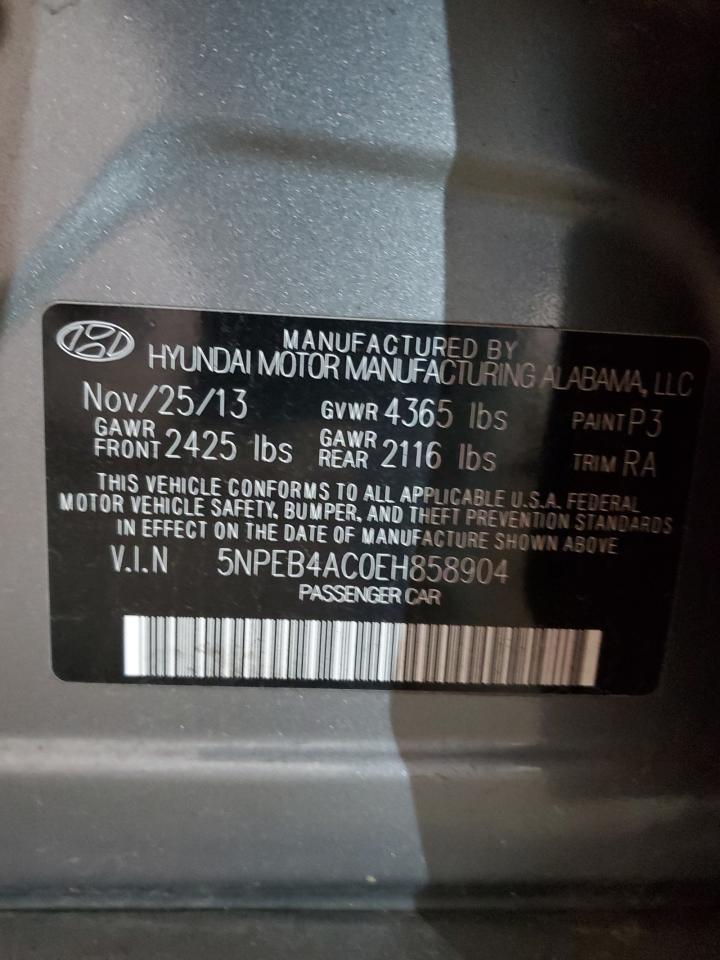 MANUFACTURED BY
HYUNDAI MOTOR MANUFACTURING ALABAMA, LLC
Nov/25/13 GVWR 4365 lbs PAINT P3
GAWR FRONT 2425 lbs GAWR REAR 2116 lbs TRIM RA
THIS VEHICLE CONFORMS TO ALL APPLICABLE U.S.A. FEDERAL
MOTOR VEHICLE SAFETY, BUMPER, AND THEFT PREVENTION STANDARDS
IN EFFECT ON THE DATE OF MANUFACTURE SHOWN ABOVE
V.I.N 5NPEB4AC0EH858904
PASSENGER CAR